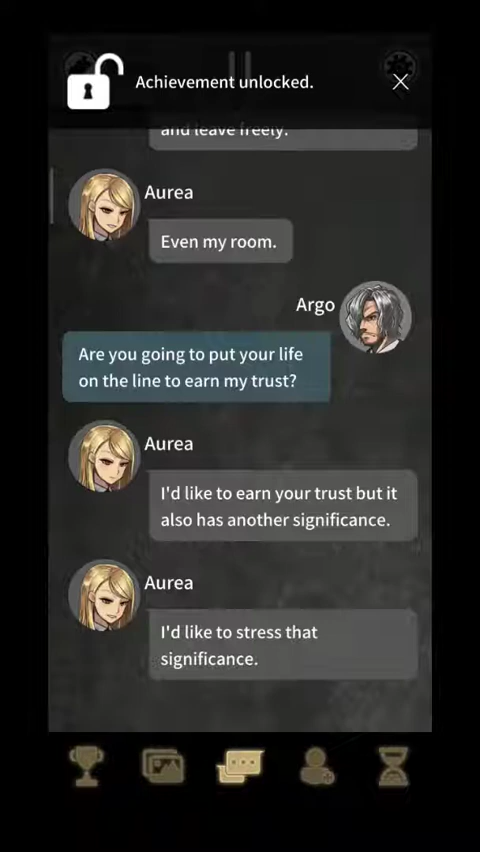 Achievement unlocked.
and leave freely.
Aurea
Even my room.
Argo
Are you going to put your life
on the line to earn my trust?
Aurea
I'd like to earn your trust but it
also has another significance.
Aurea
I'd like to stress that
significance.